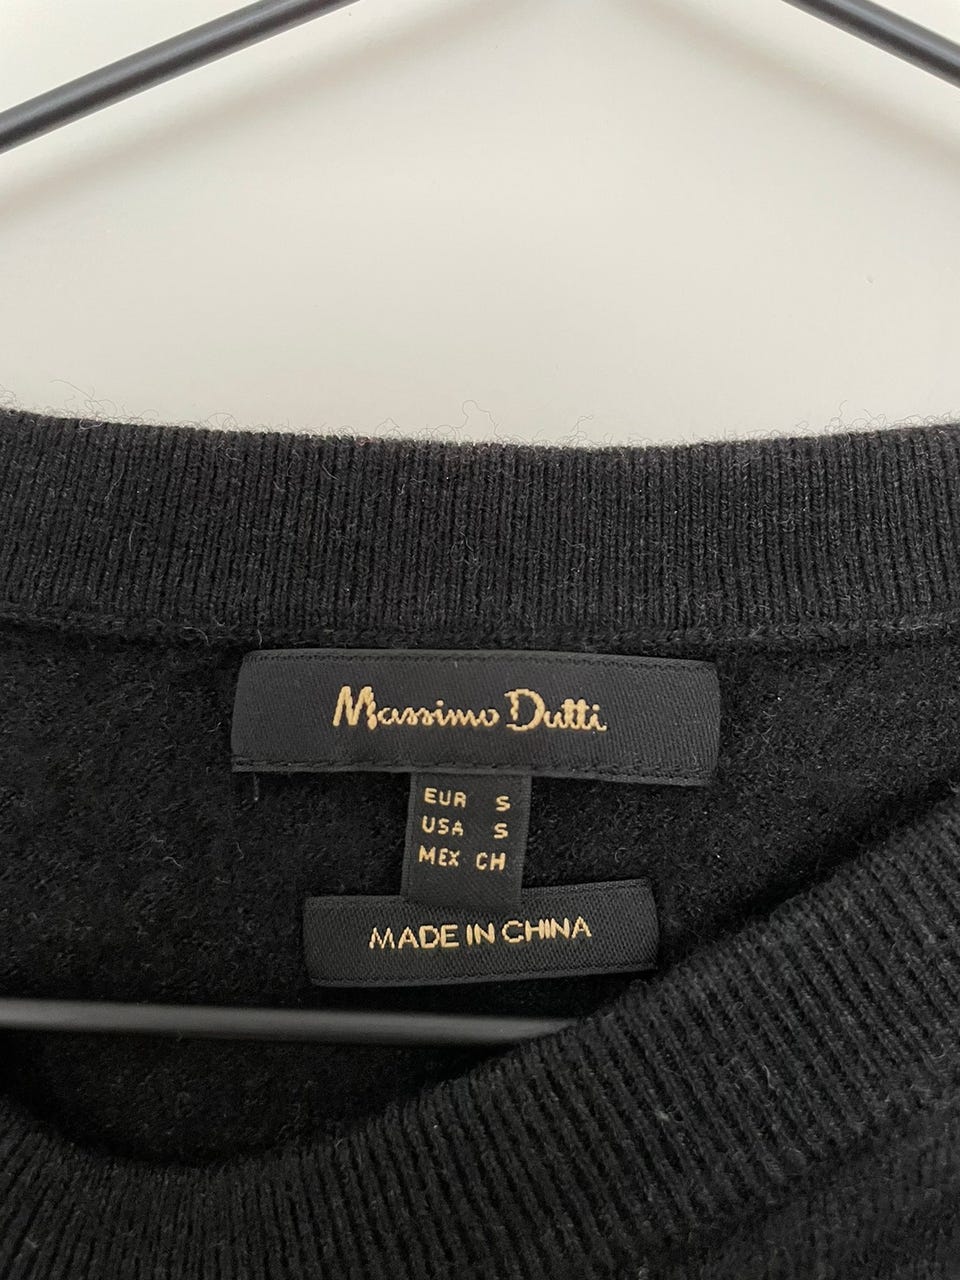 Massimo Dutti
EUR S
USA S
MEX CH
MADE IN CHINA